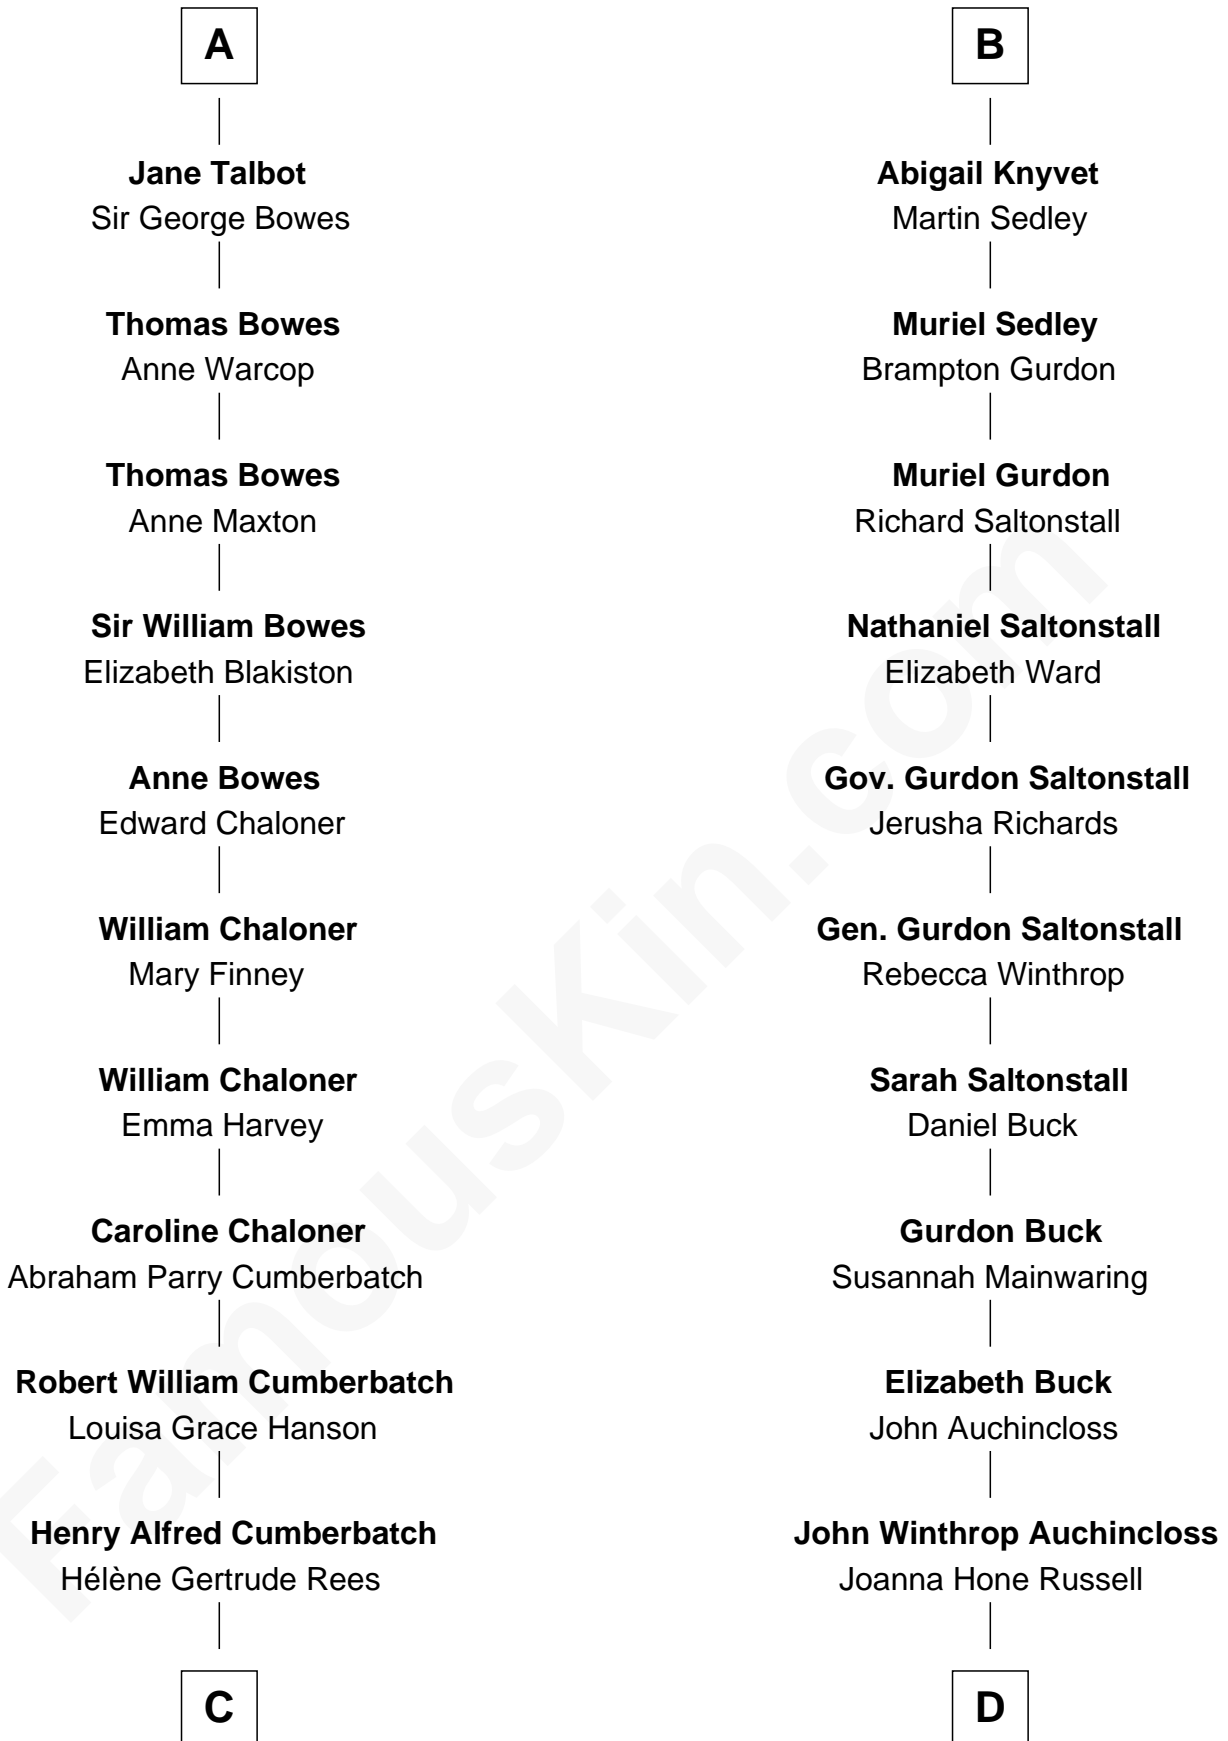 A
Jane Talbot
Sir George Bowes
Thomas Bowes
Anne Warcop
Thomas Bowes
Anne Maxton
Sir William Bowes
Elizabeth Blakiston
Anne Bowes
Edward Chaloner
William Chaloner
Mary Finney
William Chaloner
Emma Harvey
Caroline Chaloner
Abraham Parry Cumberbatch
Robert William Cumberbatch
Louisa Grace Hanson
Henry Alfred Cumberbatch
Hélène Gertrude Rees
C
B
Abigail Knyvet
Martin Sedley
Muriel Sedley
Brampton Gurdon
Muriel Gurdon
Richard Saltonstall
Nathaniel Saltonstall
Elizabeth Ward
Gov. Gurdon Saltonstall
Jerusha Richards
Gen. Gurdon Saltonstall
Rebecca Winthrop
Sarah Saltonstall
Daniel Buck
Gurdon Buck
Susannah Mainwaring
Elizabeth Buck
John Auchincloss
John Winthrop Auchincloss
Joanna Hone Russell
D
FamousKin.com